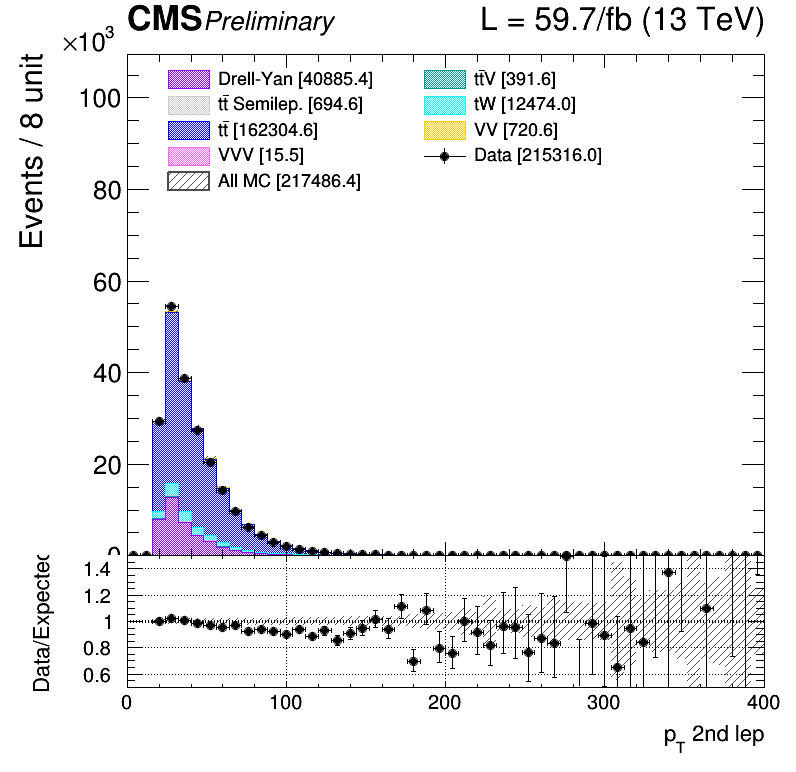 CMS Preliminary L = 59.7/fb (13 TeV)
×10³
Events / 8 unit
100
80
60
40
20
0
Drell-Yan [40885.4]
tt̄ Semilep. [694.6]
tt̄ [162304.6]
VVV [15.5]
All MC [217486.4]
tt̄V [391.6]
tW [12474.0]
VV [720.6]
Data [215316.0]
Data/Expected
1.4
1.2
1
0.8
0.6
0 100 200 300 400
p_T 2nd lep